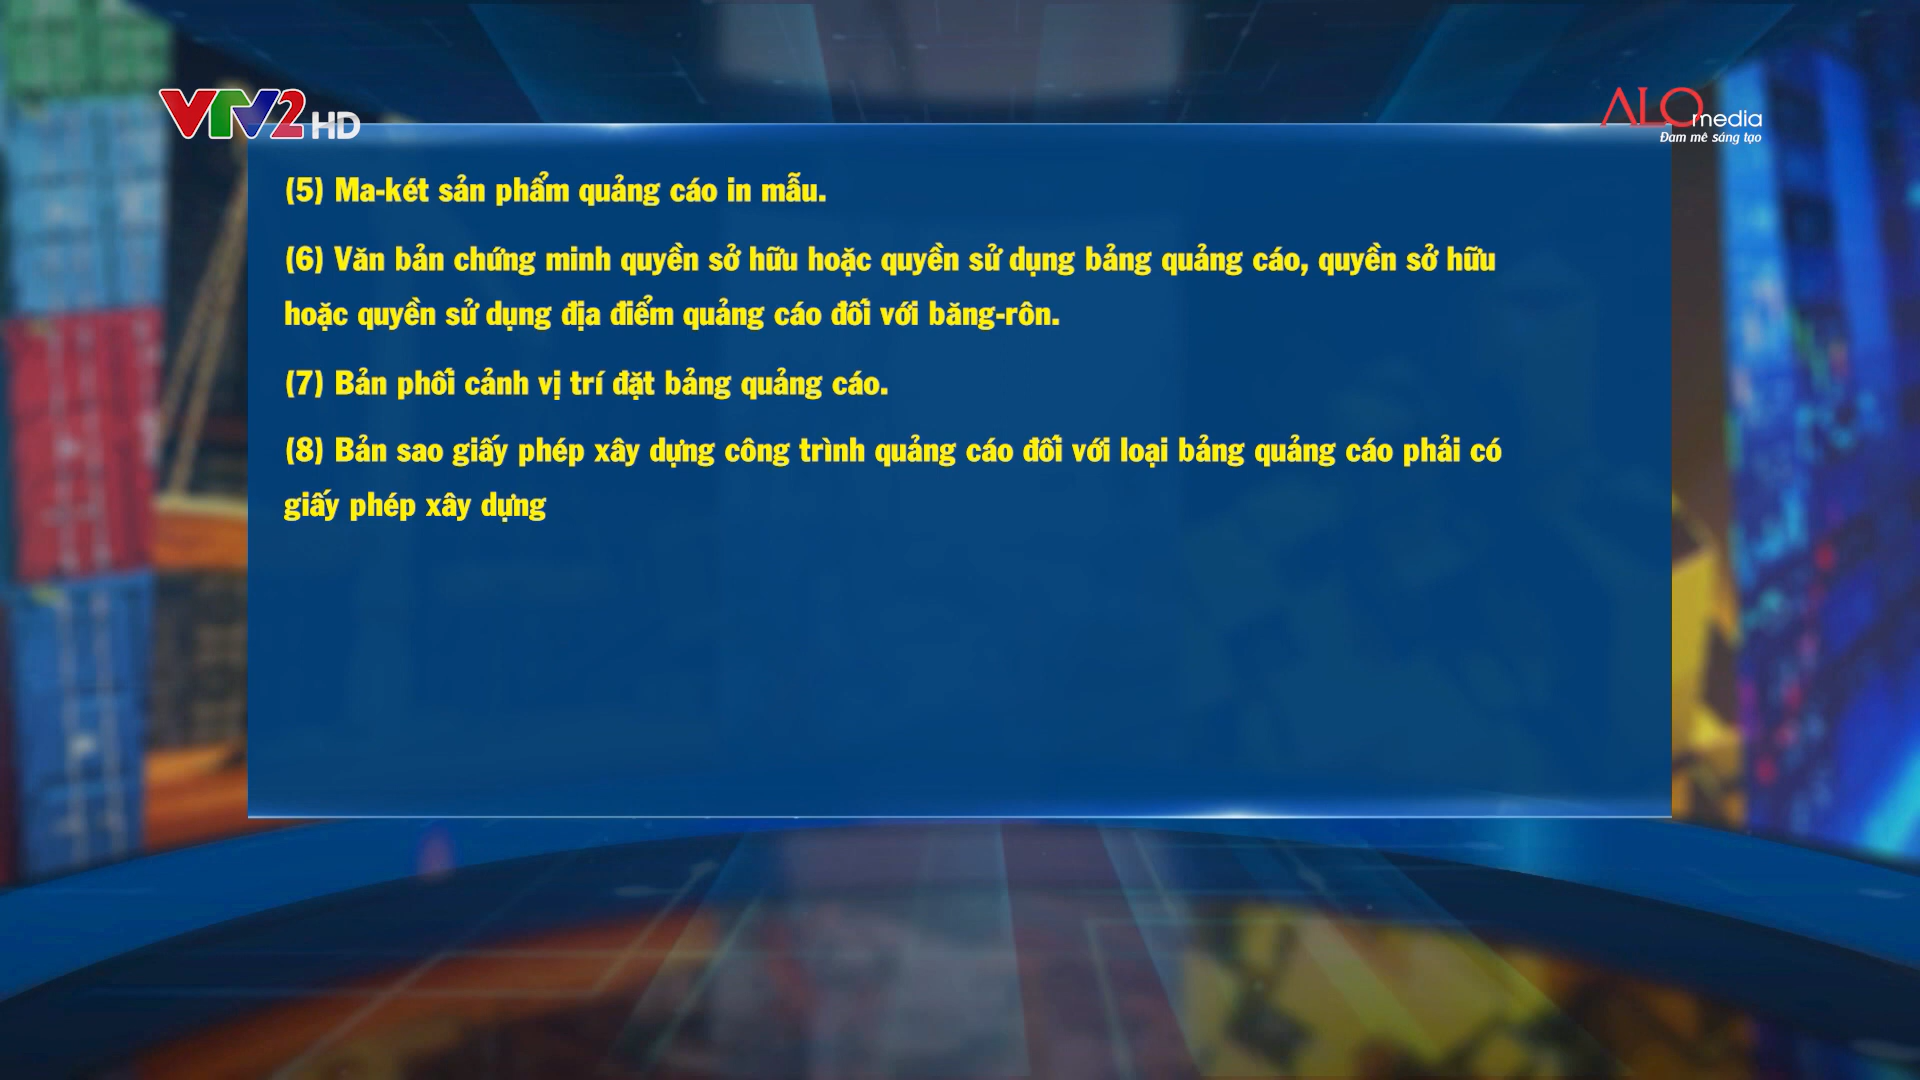 VTV2 HD
ALO media
Đam mê sáng tạo
(5) Ma-két sản phẩm quảng cáo in mẫu.
(6) Văn bản chứng minh quyền sở hữu hoặc quyền sử dụng bảng quảng cáo, quyền sở hữu
hoặc quyền sử dụng địa điểm quảng cáo đối với băng-rôn.
(7) Bản phối cảnh vị trí đặt bảng quảng cáo.
(8) Bản sao giấy phép xây dựng công trình quảng cáo đối với loại bảng quảng cáo phải có
giấy phép xây dựng